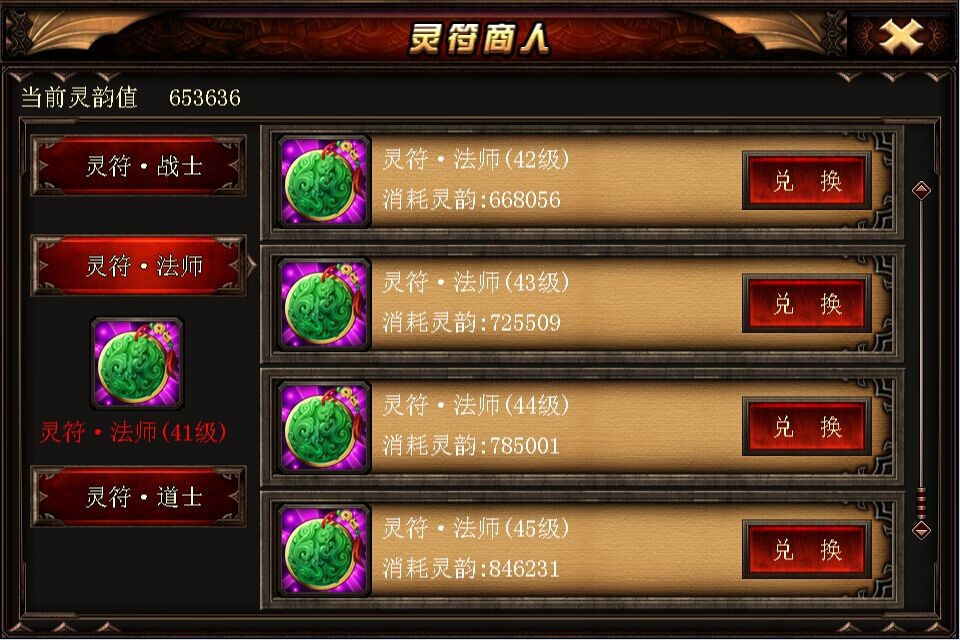 灵符商人
当前灵韵值 653636
灵符·战士
灵符·法师
灵符·法师(41级)
灵符·道士
灵符·法师(42级)
消耗灵韵:668056
兑 换
灵符·法师(43级)
消耗灵韵:725509
兑 换
灵符·法师(44级)
消耗灵韵:785001
兑 换
灵符·法师(45级)
消耗灵韵:846231
兑 换